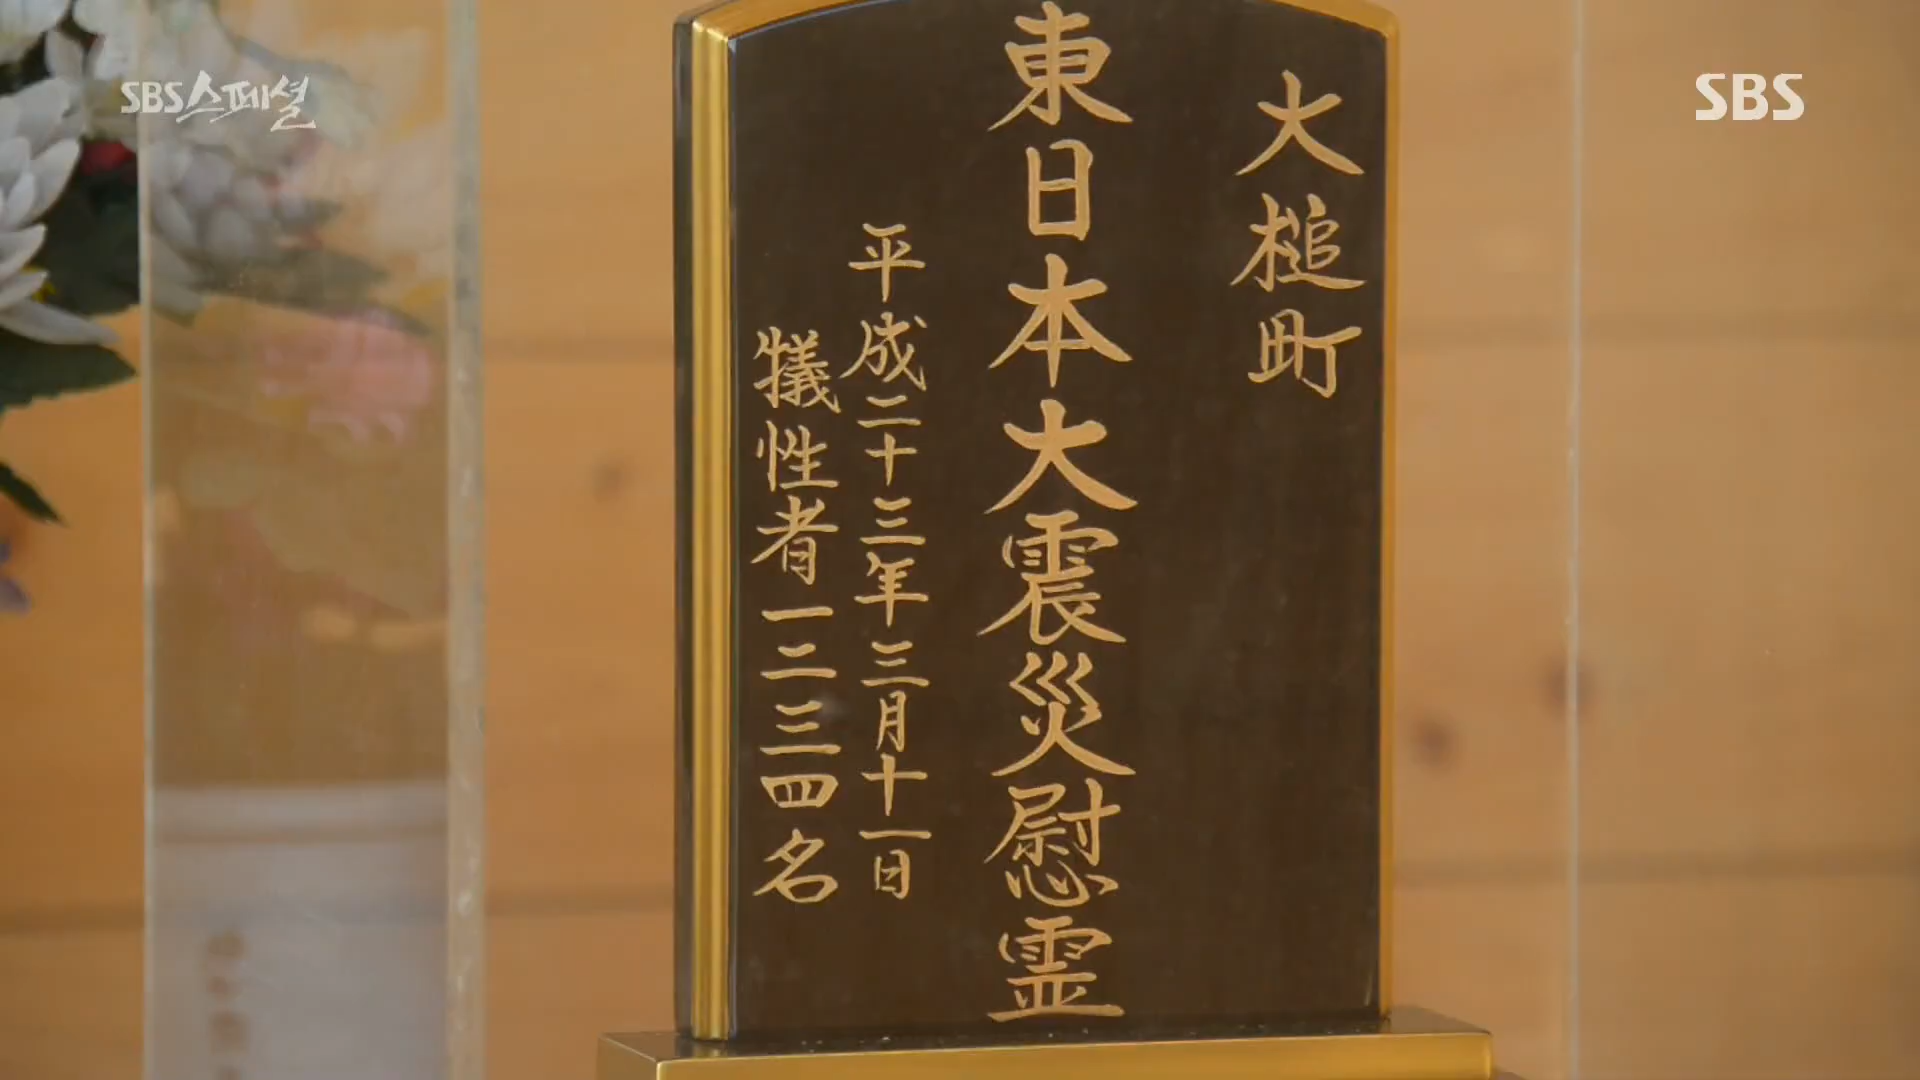 SBS스페셜
SBS
大槌町
東日本大震災慰霊
平成二十三年三月十一日
犠牲者一二三四名